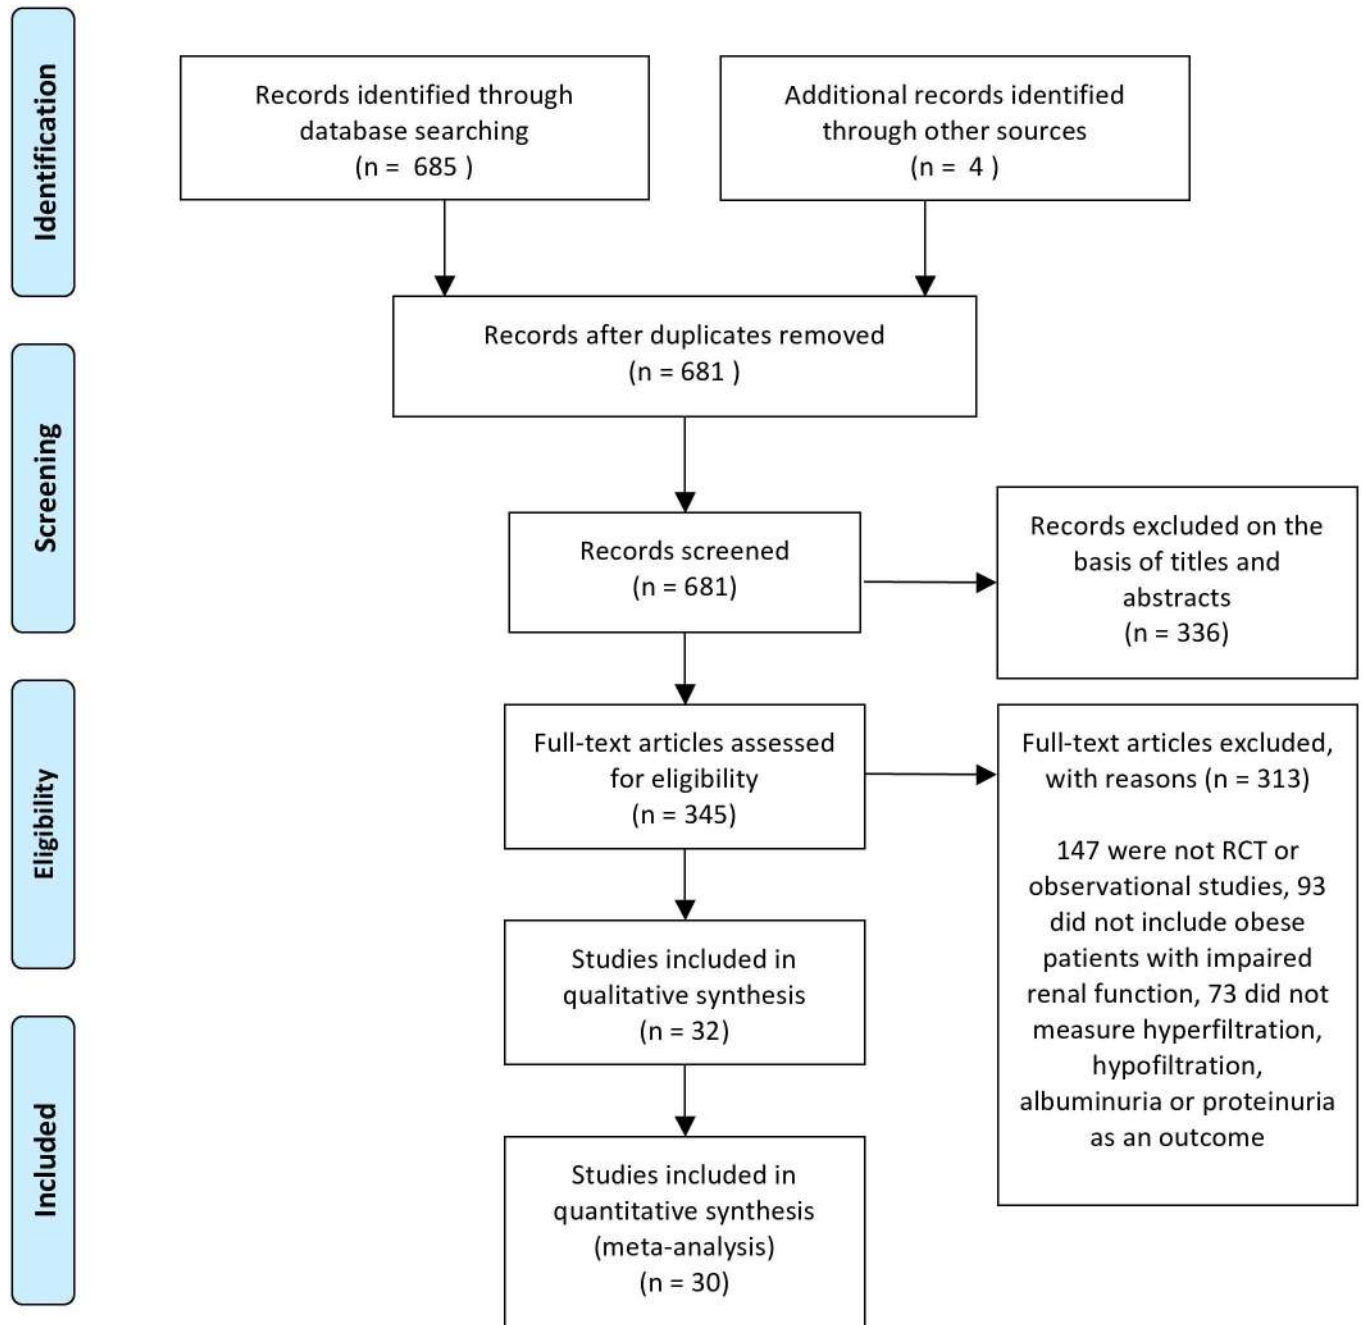 Identification
Records identified through
database searching
(n =  685 )
Additional records identified
through other sources
(n =  4 )
Records after duplicates removed
(n = 681 )
Screening
Records screened
(n = 681)
Records excluded on the
basis of titles and
abstracts
(n = 336)
Eligibility
Full-text articles assessed
for eligibility
(n = 345)
Full-text articles excluded,
with reasons (n = 313)
147 were not RCT or
observational studies, 93
did not include obese
patients with impaired
renal function, 73 did not
measure hyperfiltration,
hypofiltration,
albuminuria or proteinuria
as an outcome
Studies included in
qualitative synthesis
(n = 32)
Included
Studies included in
quantitative synthesis
(meta-analysis)
(n = 30)